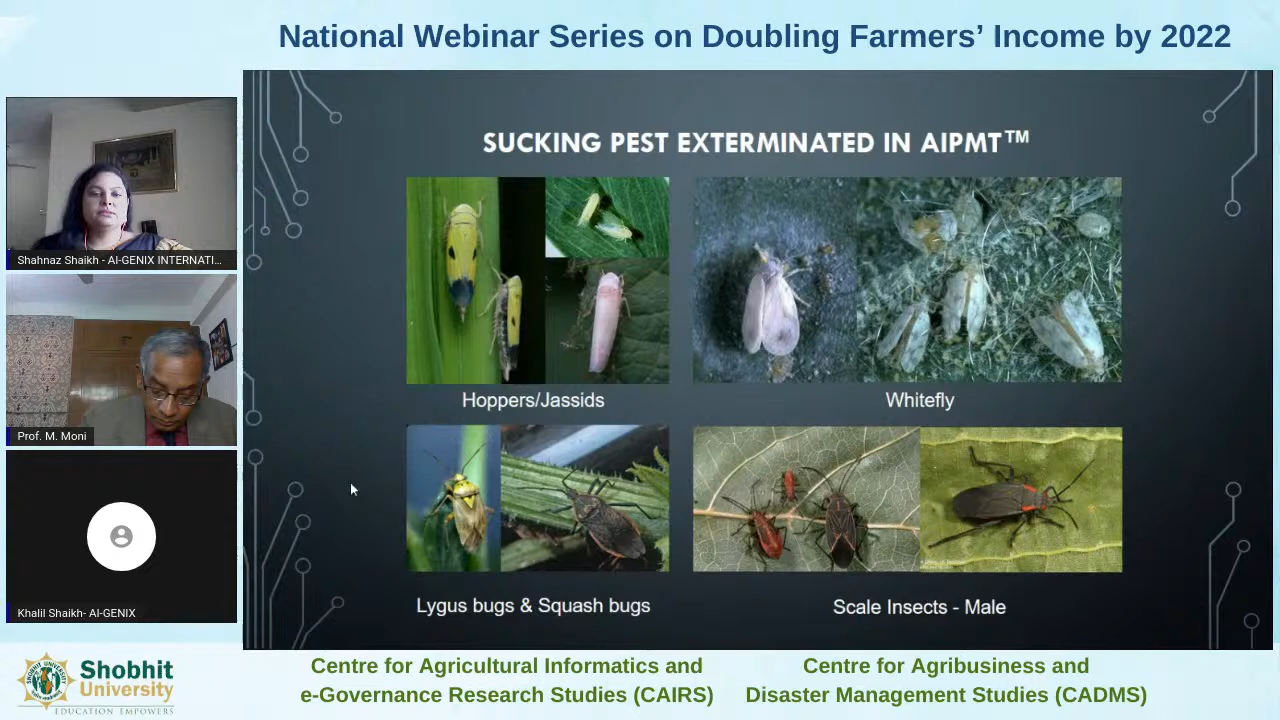 National Webinar Series on Doubling Farmers’ Income by 2022
SUCKING PEST EXTERMINATED IN AIPMT™
Hoppers/Jassids
Whitefly
Lygus bugs & Squash bugs
Scale Insects - Male
Shahnaz Shaikh - AI-GENIX INTERNATI...
Prof. M. Moni
Khalil Shaikh- AI-GENIX
Shobhit
University
EDUCATION EMPOWERS
Centre for Agricultural Informatics and
e-Governance Research Studies (CAIRS)
Centre for Agribusiness and
Disaster Management Studies (CADMS)